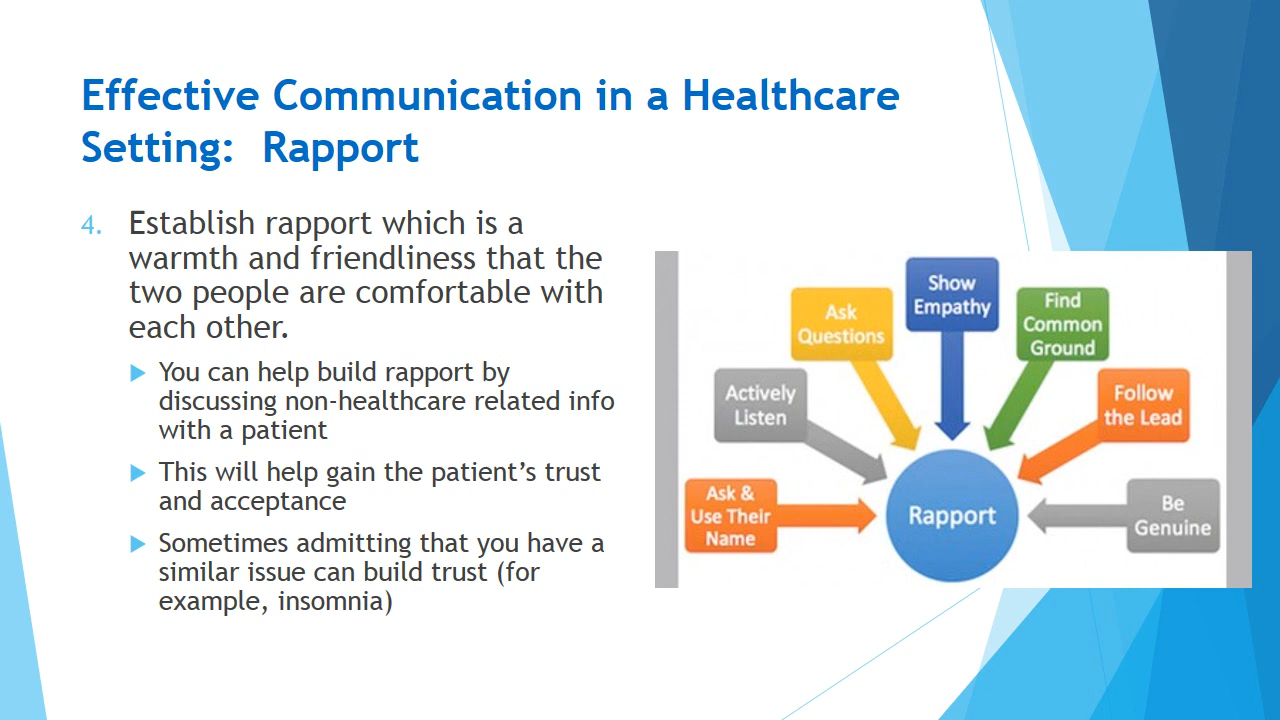 Effective Communication in a Healthcare
Setting:  Rapport
4. Establish rapport which is a
warmth and friendliness that the
two people are comfortable with
each other.
You can help build rapport by
discussing non-healthcare related info
with a patient
This will help gain the patient’s trust
and acceptance
Sometimes admitting that you have a
similar issue can build trust (for
example, insomnia)
Ask &
Use Their
Name
Actively
Listen
Ask
Questions
Show
Empathy
Find
Common
Ground
Follow
the Lead
Be
Genuine
Rapport